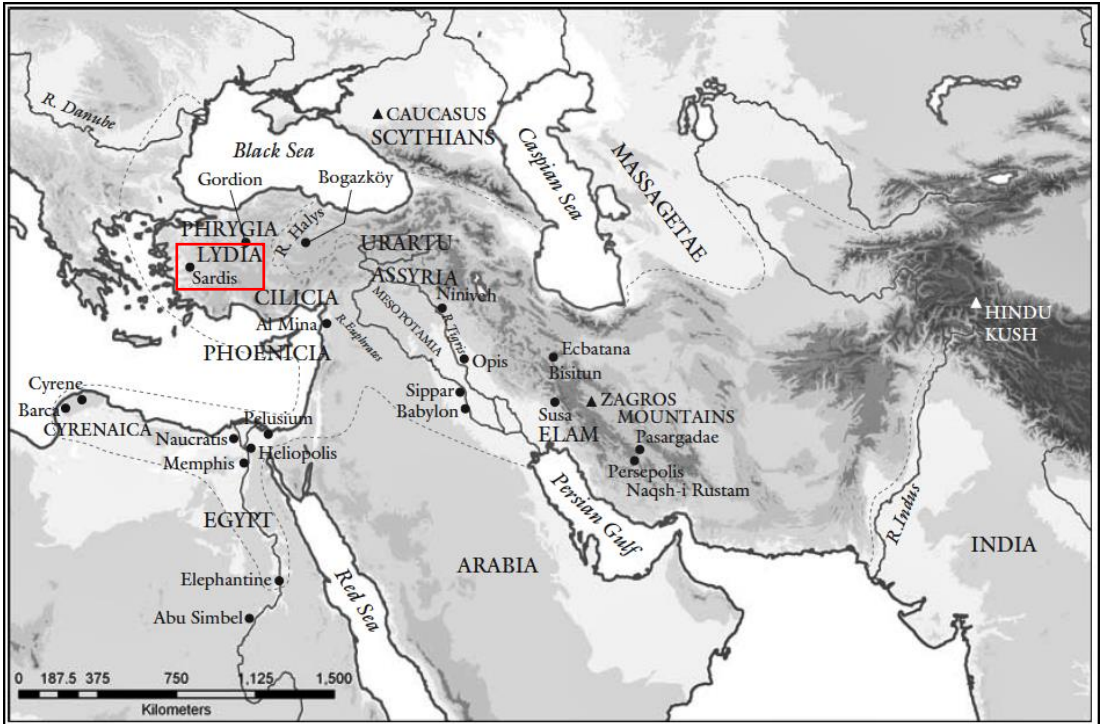 R. Danube
CAUCASUS
SCYTHIANS
Black Sea
Gordion
Bogazköy
Caspian Sea
MASSAGETAE
PHRYGIA
R. Halys
LYDIA
Sardis
URARTU
ASSYRIA
Niniveh
CILICIA
MESOPOTAMIA
Al Mina
R.Euphrates
R.Tigris
HINDU
KUSH
PHOENICIA
Opis
Ecbatana
Bisitun
Cyrene
Barca
CYRENAICA
Sippar
Babylon
Susa
ELAM
ZAGROS
MOUNTAINS
Pelusium
Naucratis
Heliopolis
Memphis
Pasargadae
Persepolis
Naqsh-i Rustam
EGYPT
Persian Gulf
R.Indus
INDIA
ARABIA
Elephantine
Red Sea
Abu Simbel
0 187.5 375 750 1,125 1,500
Kilometers